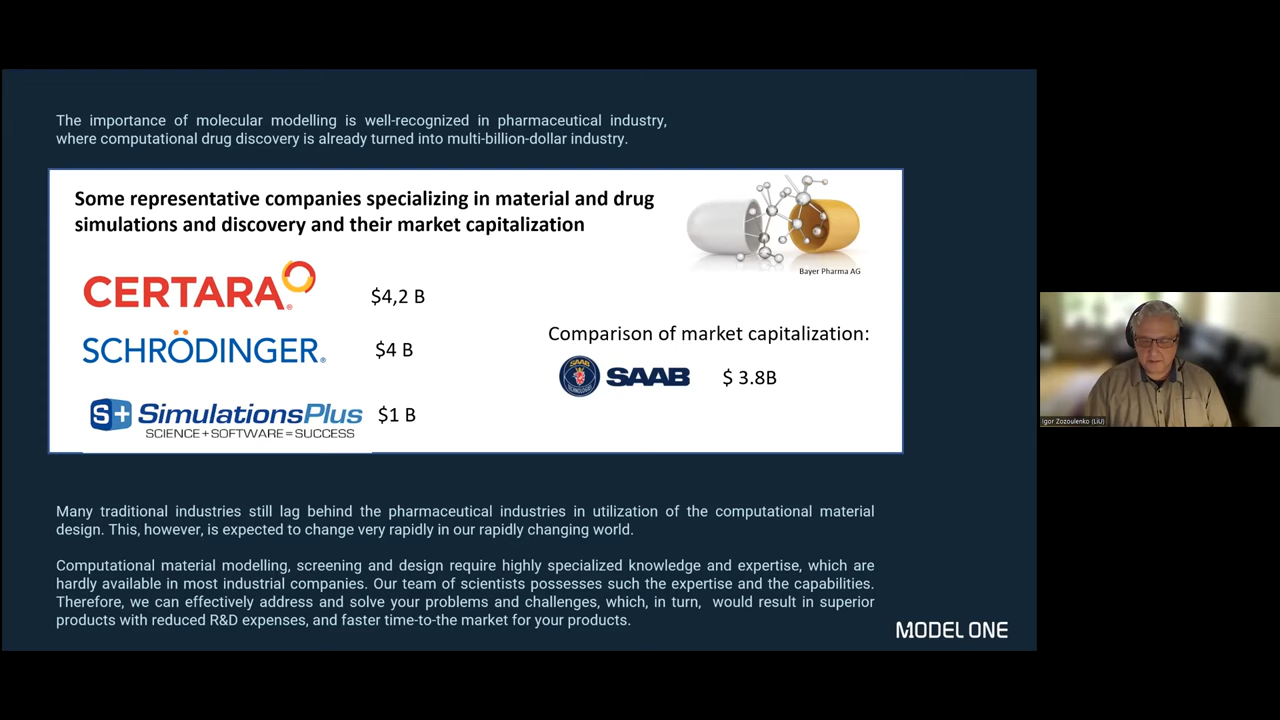 The importance of molecular modelling is well-recognized in pharmaceutical industry,
where computational drug discovery is already turned into multi-billion-dollar industry.
Some representative companies specializing in material and drug
simulations and discovery and their market capitalization
Bayer Pharma AG
CERTARA®
$4,2 B
SCHRÖDINGER®
$4 B
S+ SimulationsPlus
SCIENCE+SOFTWARE=SUCCESS
$1 B
Comparison of market capitalization:
SAAB
SAAB
$ 3.8B
Igor Zozoulenko (LiU)
Many traditional industries still lag behind the pharmaceutical industries in utilization of the computational material
design. This, however, is expected to change very rapidly in our rapidly changing world.
Computational material modelling, screening and design require highly specialized knowledge and expertise, which are
hardly available in most industrial companies. Our team of scientists possesses such the expertise and the capabilities.
Therefore, we can effectively address and solve your problems and challenges, which, in turn, would result in superior
products with reduced R&D expenses, and faster time-to-the market for your products.
MODEL ONE